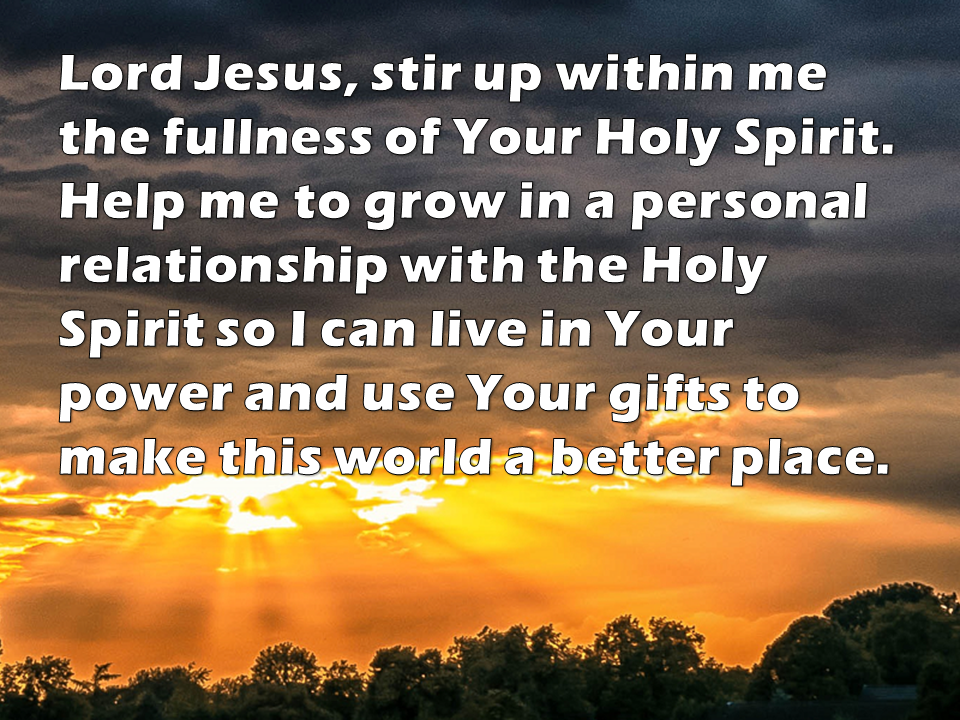 Lord Jesus, stir up within me
the fullness of Your Holy Spirit.
Help me to grow in a personal
relationship with the Holy
Spirit so I can live in Your
power and use Your gifts to
make this world a better place.